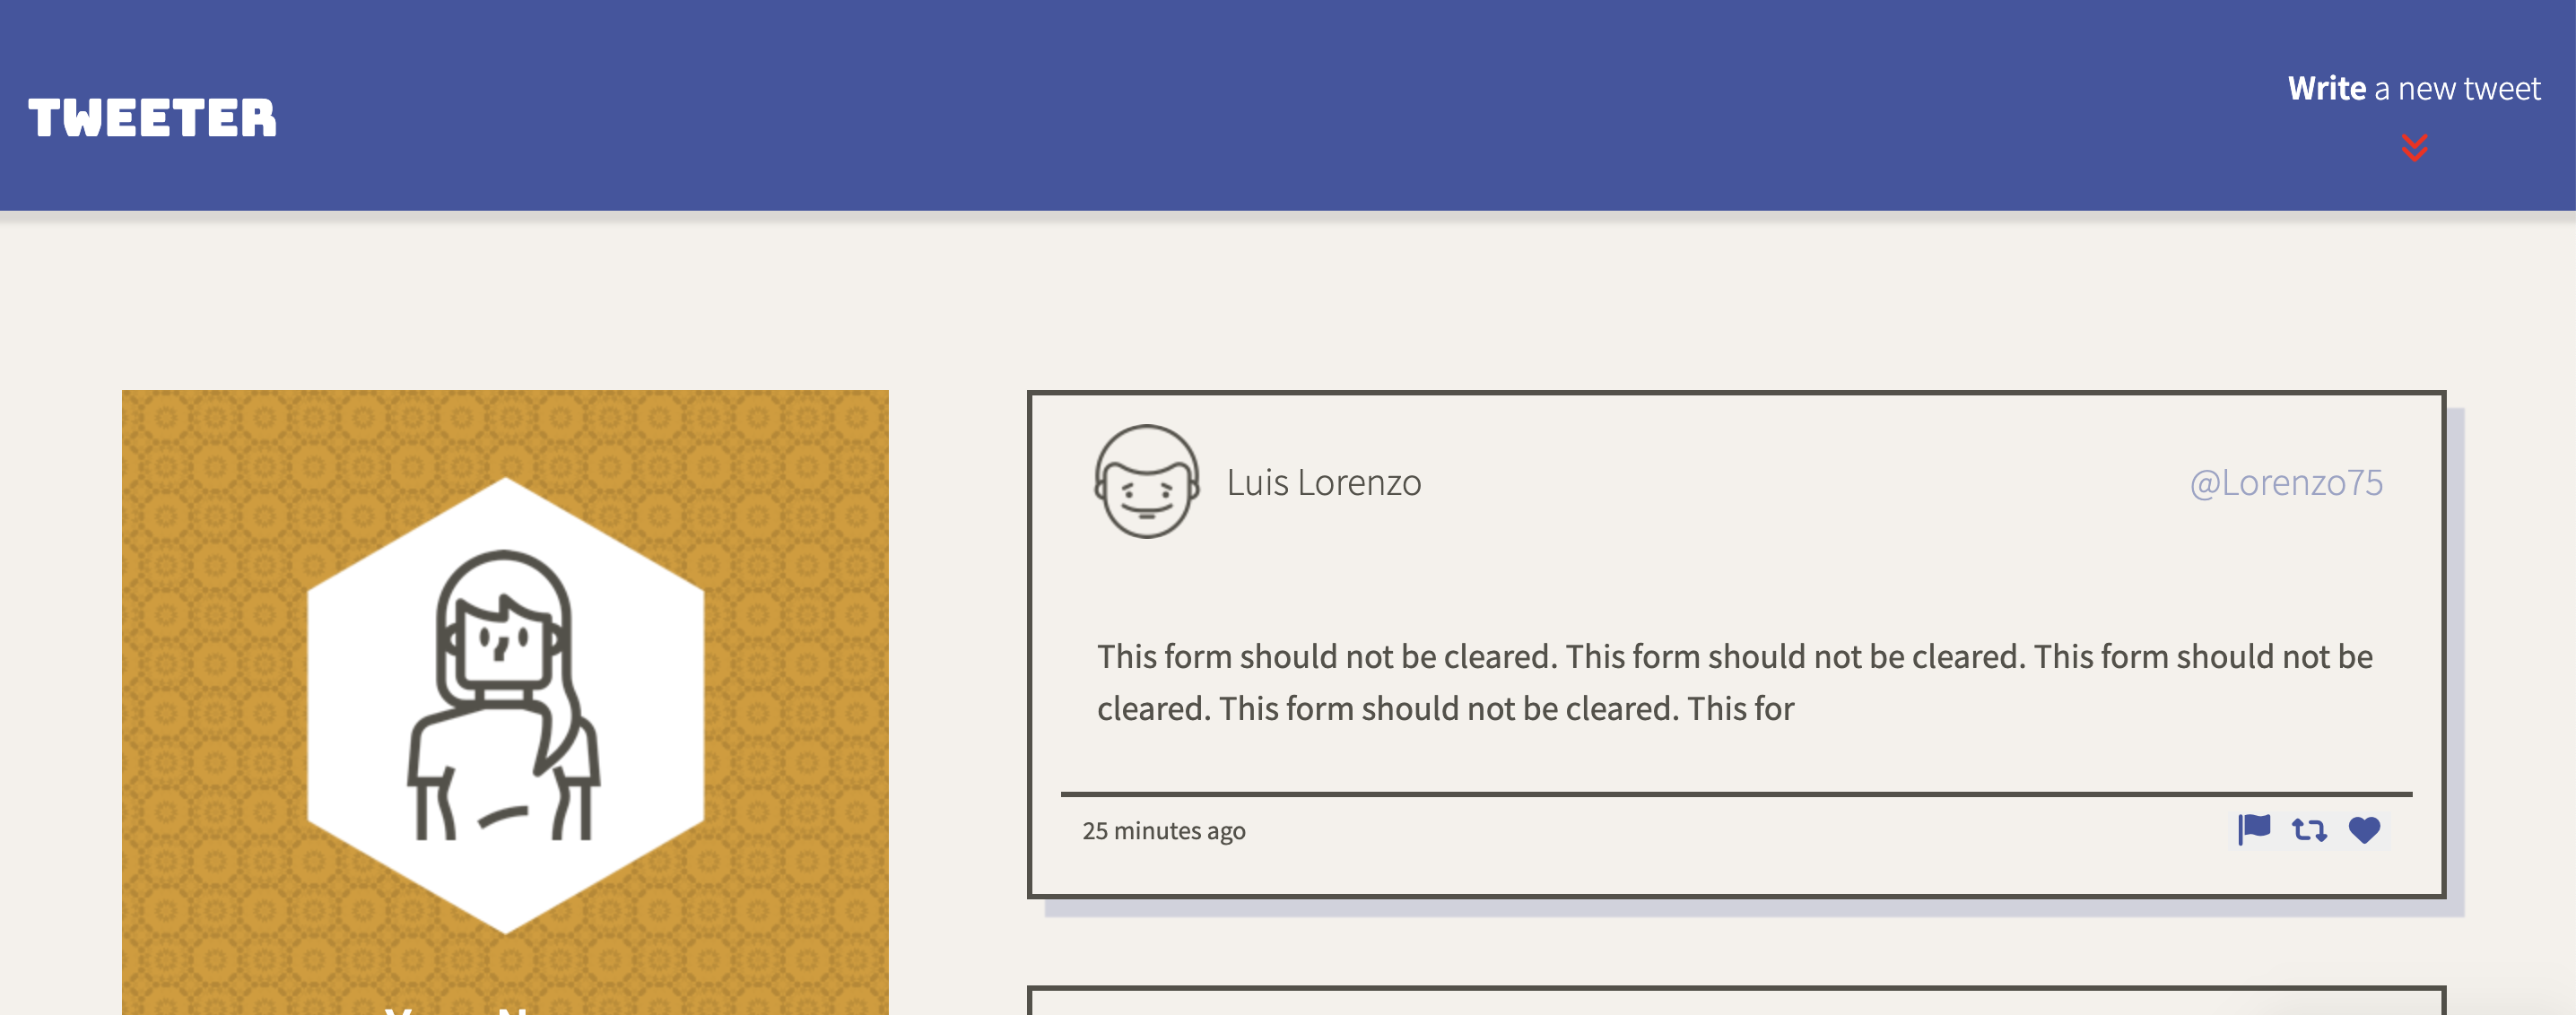 TWEETER
Write a new tweet
Luis Lorenzo
@Lorenzo75
This form should not be cleared. This form should not be cleared. This form should not be
cleared. This form should not be cleared. This for
25 minutes ago